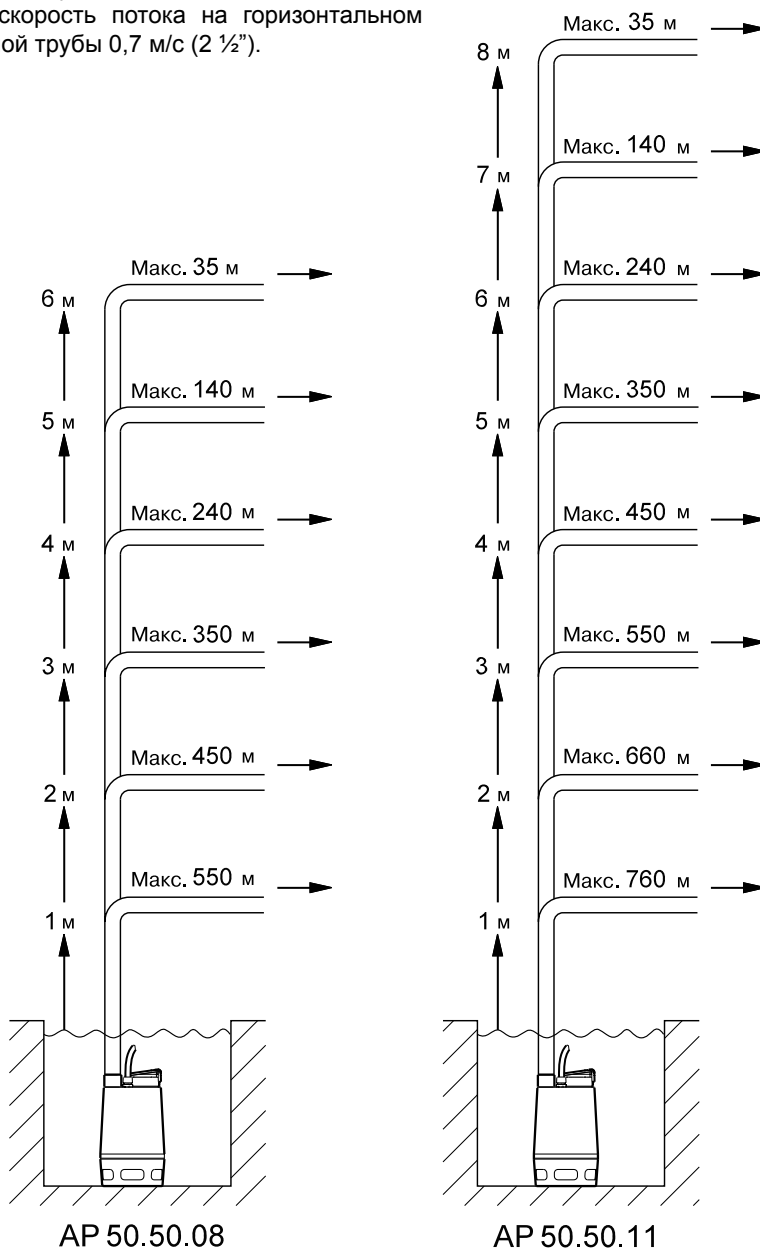 скорость потока на горизонтальном
ой трубы 0,7 м/с (2 ½”).
Макс. 35 м
6 м
Макс. 140 м
5 м
Макс. 240 м
4 м
Макс. 350 м
3 м
Макс. 450 м
2 м
Макс. 550 м
1 м
AP 50.50.08
Макс. 35 м
8 м
Макс. 140 м
7 м
Макс. 240 м
6 м
Макс. 350 м
5 м
Макс. 450 м
4 м
Макс. 550 м
3 м
Макс. 660 м
2 м
Макс. 760 м
1 м
AP 50.50.11